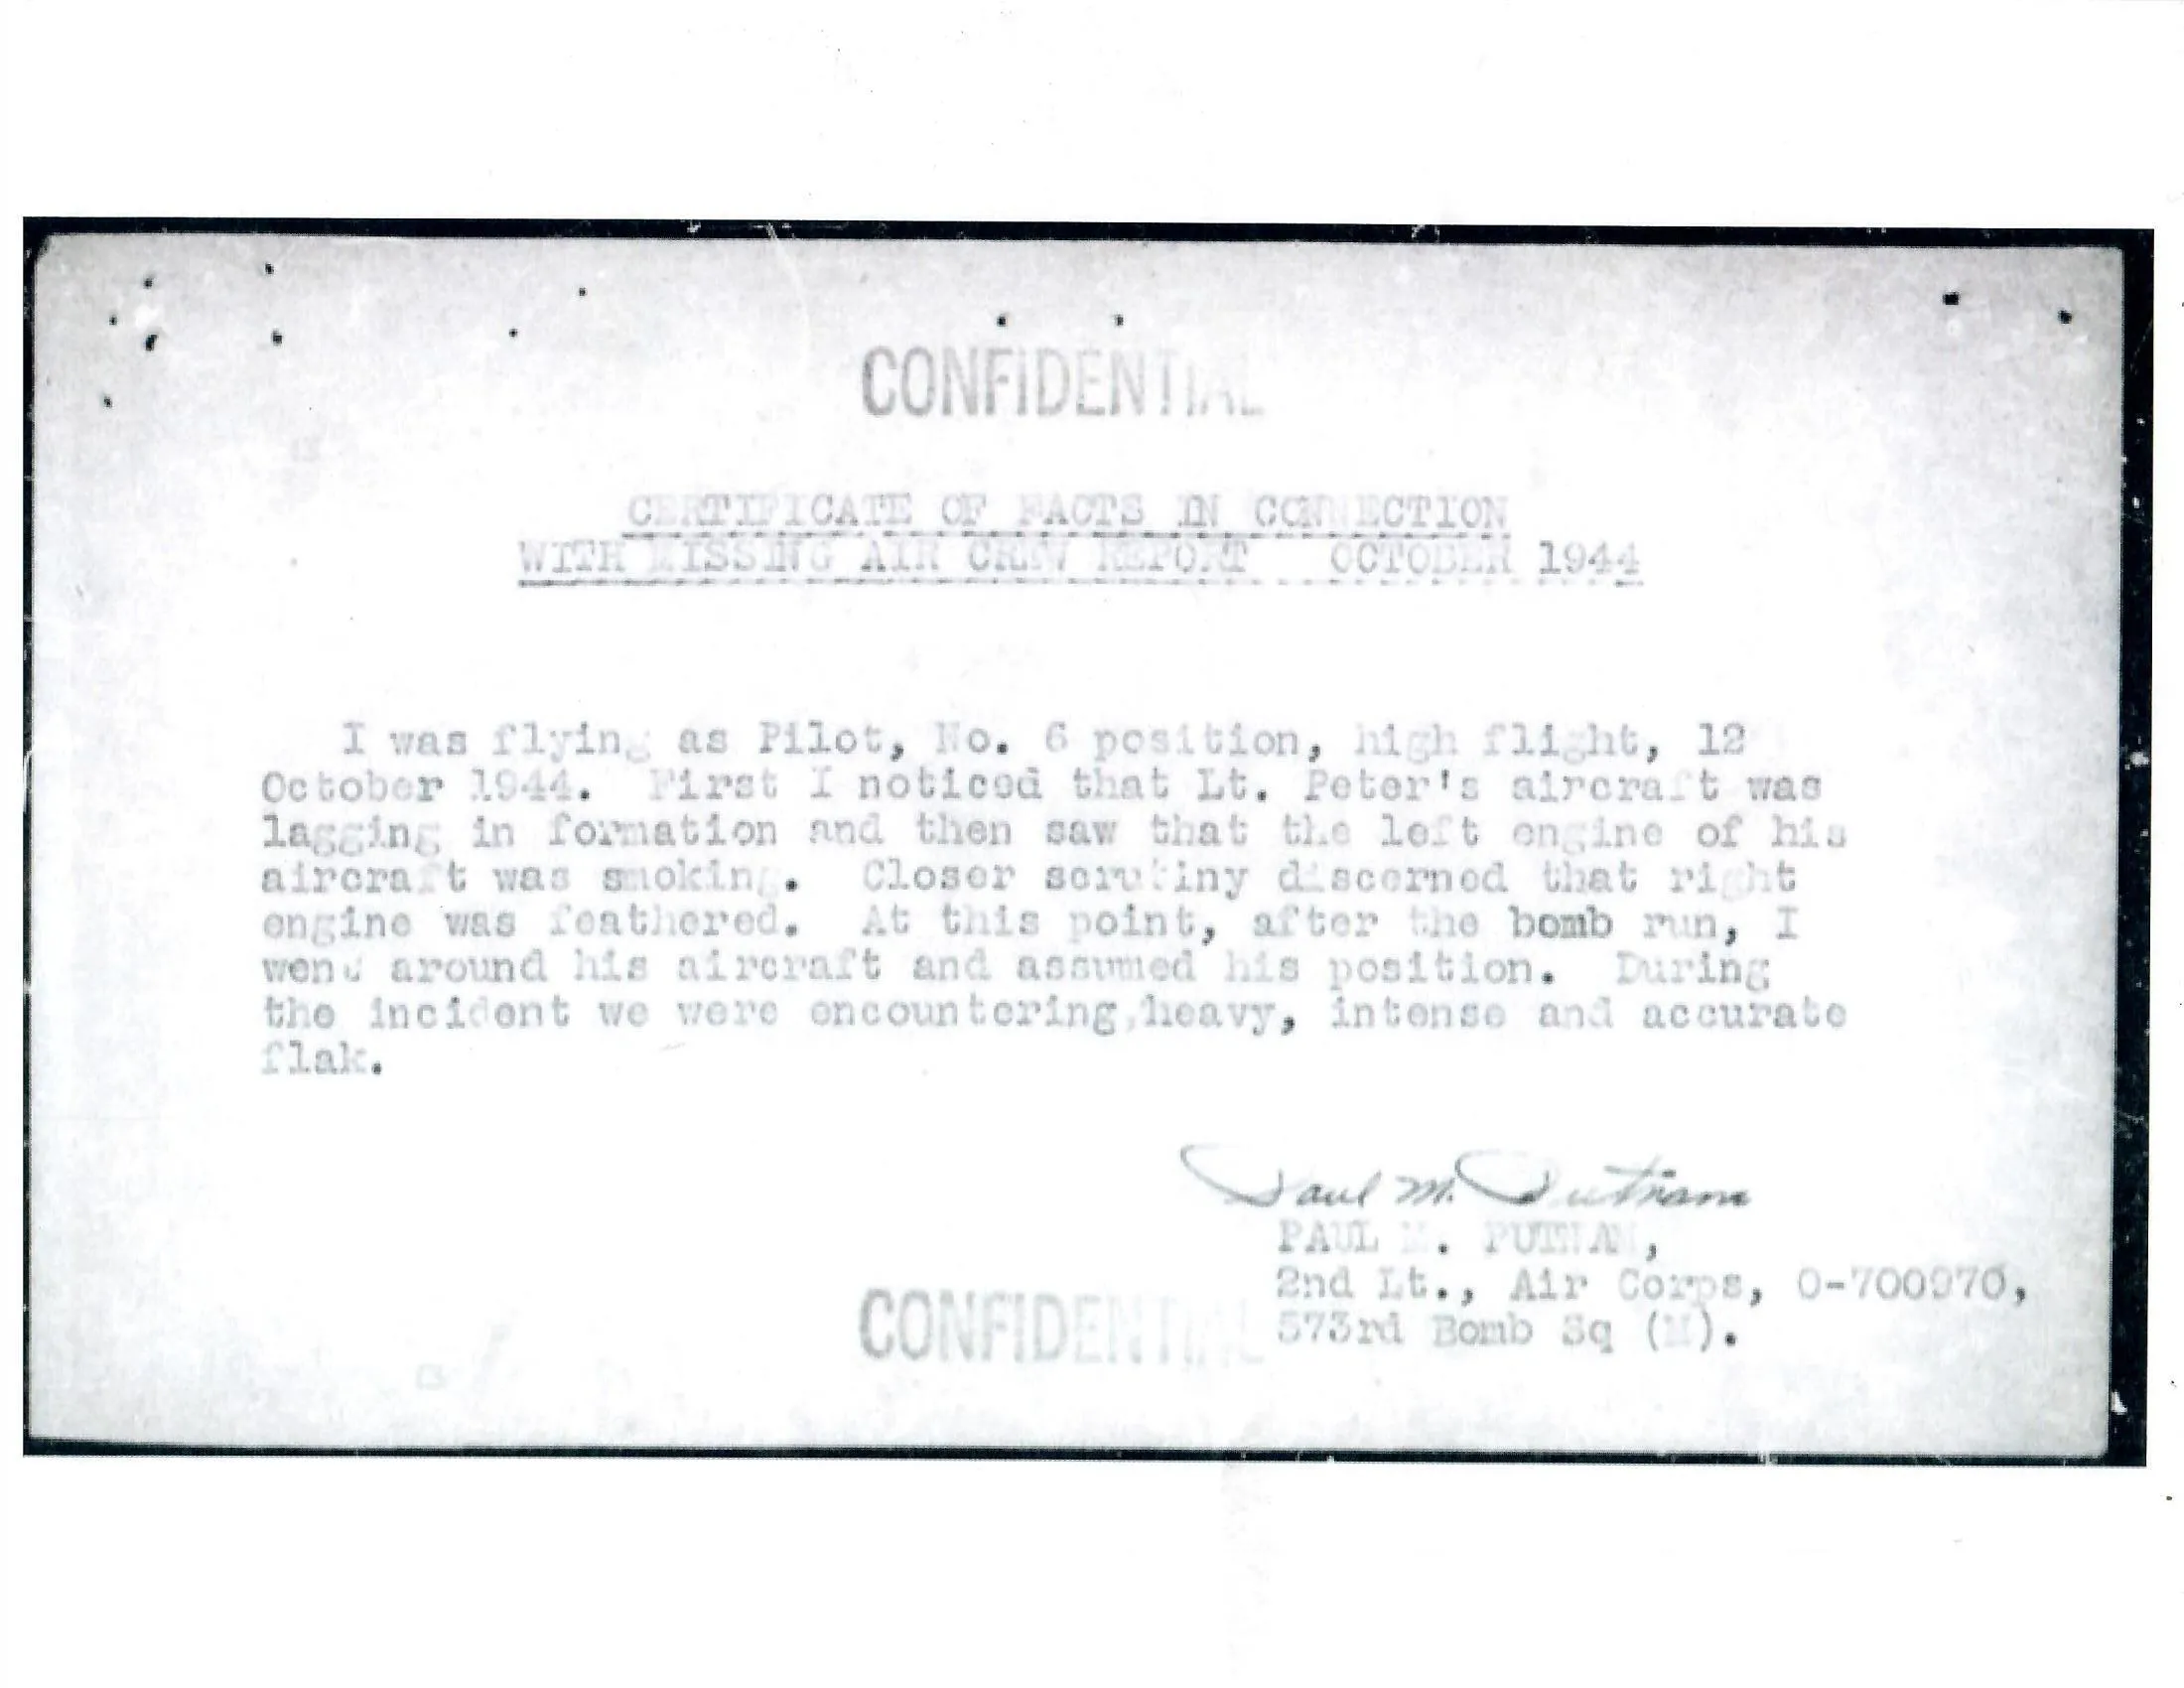 CONFIDENTIAL
CERTIFICATE OF FACTS IN CONNECTION
WITH MISSING AIR CREW REPORT OCTOBER 1944
I was flying as Pilot, No. 6 position, high flight, 12
October 1944. First I noticed that Lt. Peter's aircraft was
lagging in formation and then saw that the left engine of his
aircraft was smoking. Closer scrutiny discerned that right
engine was feathered. At this point, after the bomb run, I
went around his aircraft and assumed his position. During
the incident we were encountering,heavy, intense and accurate
flak.
Paul M. Putnam
PAUL M. PUTNAM,
2nd Lt., Air Corps, O-700970,
573rd Bomb Sq (M).
CONFIDENTIAL